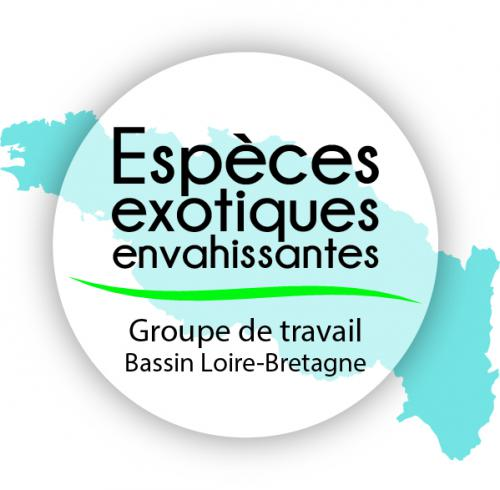 Espèces
exotiques
envahissantes
Groupe de travail
Bassin Loire-Bretagne